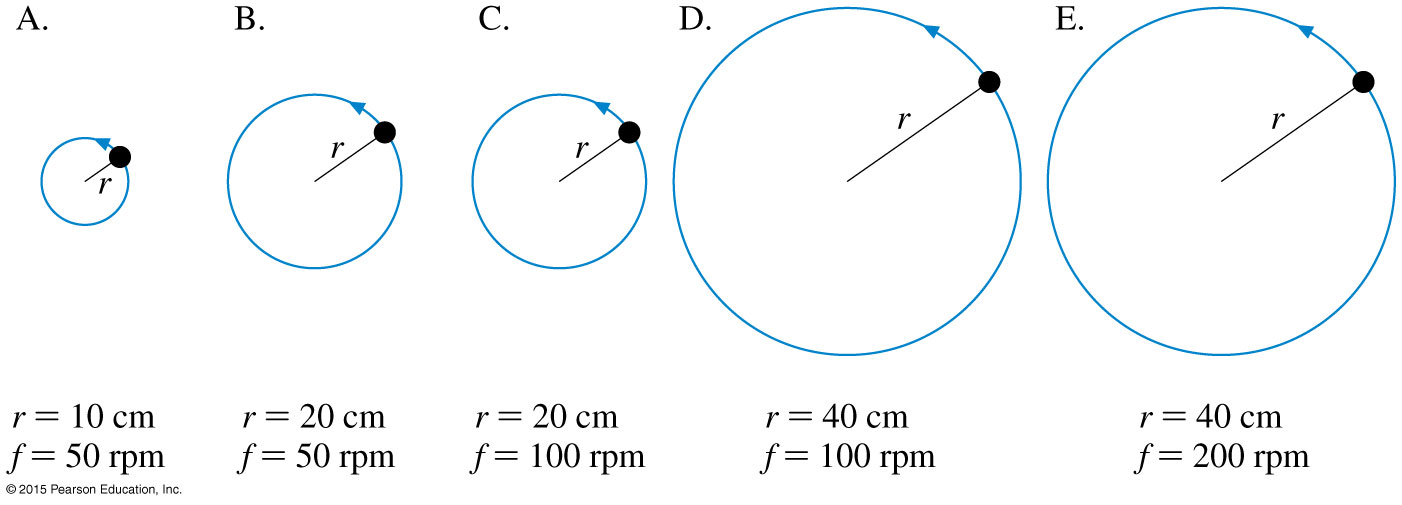 A. B. C. D. E.
r r r r r
r = 10 cm r = 20 cm r = 20 cm r = 40 cm r = 40 cm
f = 50 rpm f = 50 rpm f = 100 rpm f = 100 rpm f = 200 rpm
© 2015 Pearson Education, Inc.